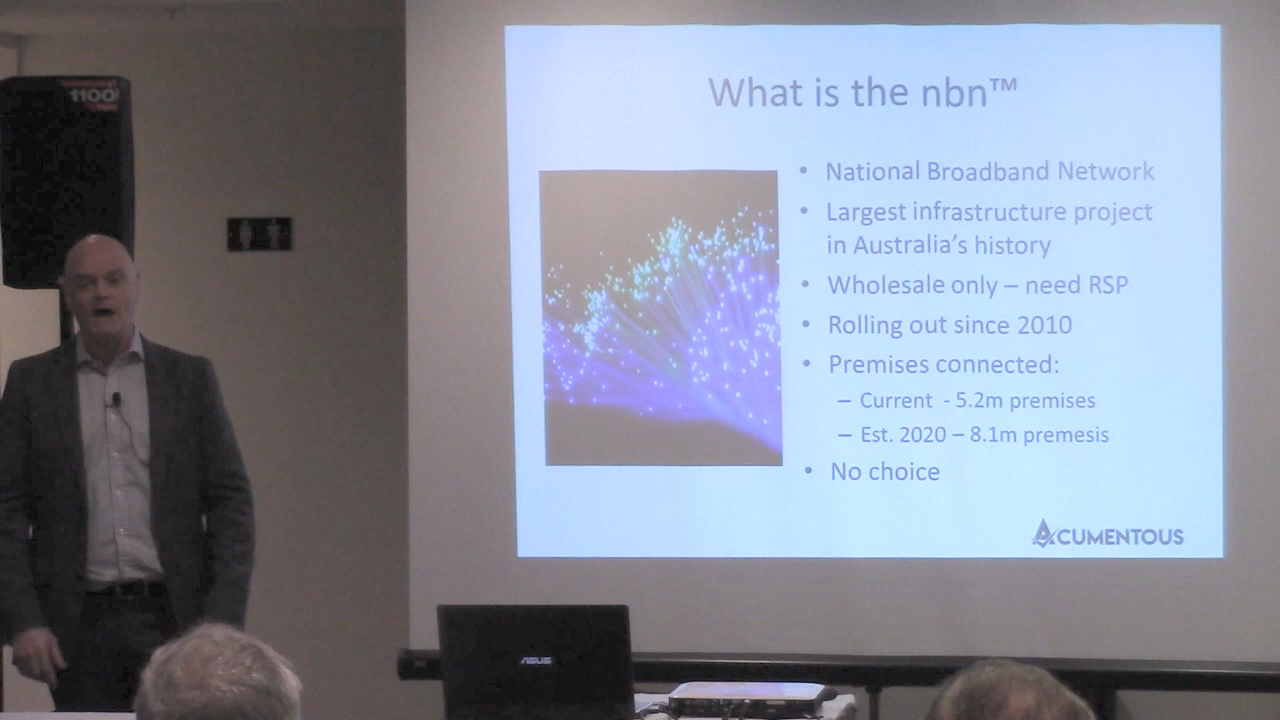 1100
What is the nbn™
• National Broadband Network
• Largest infrastructure project
in Australia's history
• Wholesale only – need RSP
• Rolling out since 2010
• Premises connected:
– Current - 5.2m premises
– Est. 2020 – 8.1m premesis
• No choice
ACUMENTOUS
ASUS